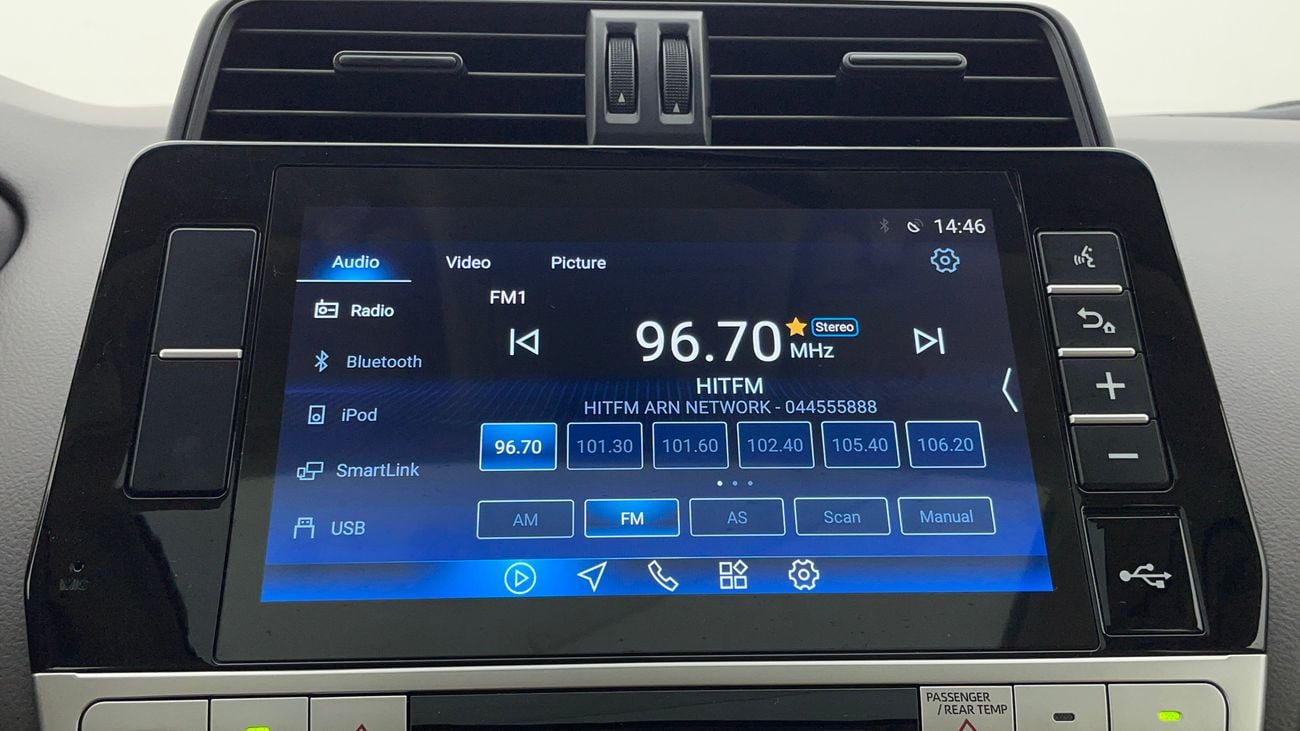 14:46
Audio Video Picture
FM1
Radio
96.70 Stereo
MHz
Bluetooth
HITFM
iPod
HITFM ARN NETWORK - 044555888
96.70 101.30 101.60 102.40 105.40 106.20
SmartLink
USB
AM FM AS Scan Manual
MIC
PASSENGER
/ REAR TEMP